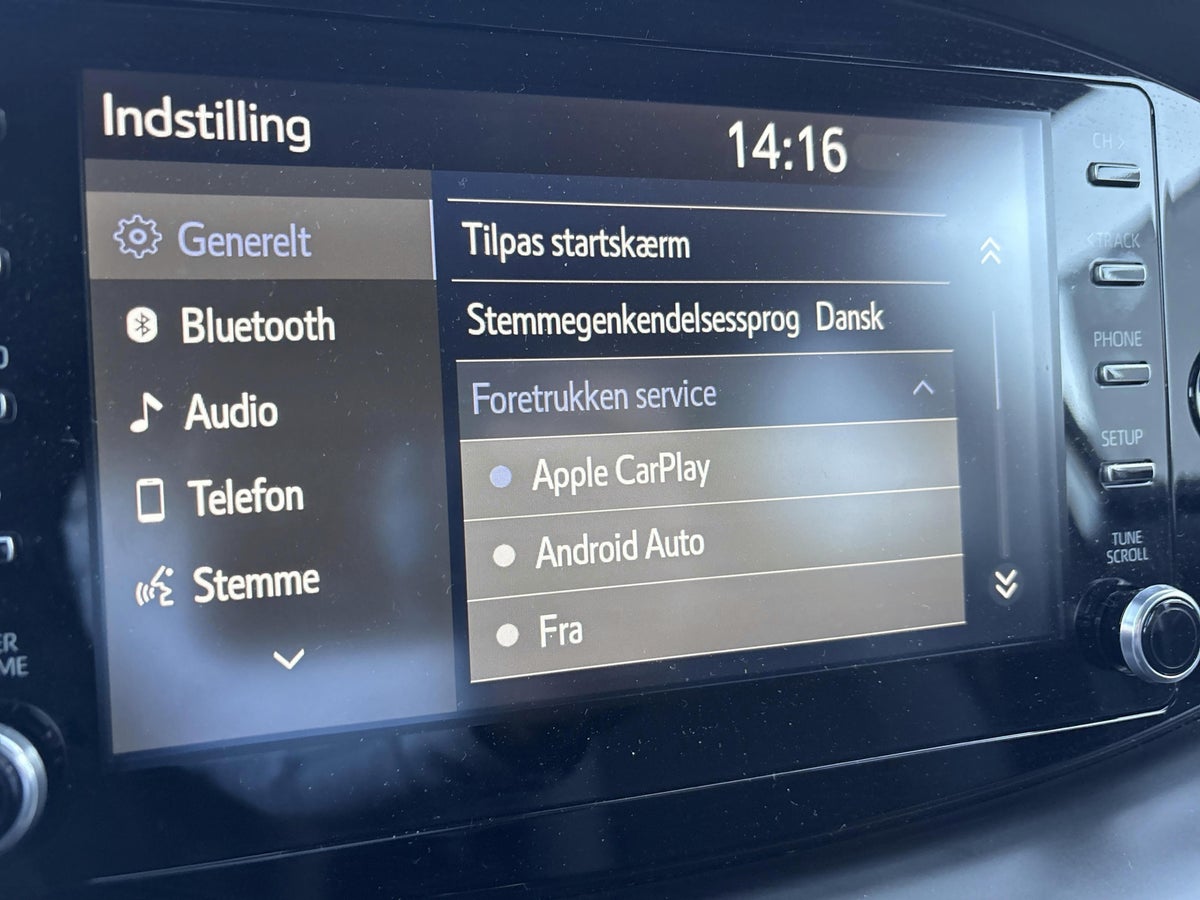 Indstilling
14:16
Generelt
Bluetooth
Audio
Telefon
Stemme
Tilpas startskærm
Stemmegenkendelsessprog Dansk
Foretrukken service
Apple CarPlay
Android Auto
Fra
CH >
< TRACK
PHONE
SETUP
TUNE
SCROLL